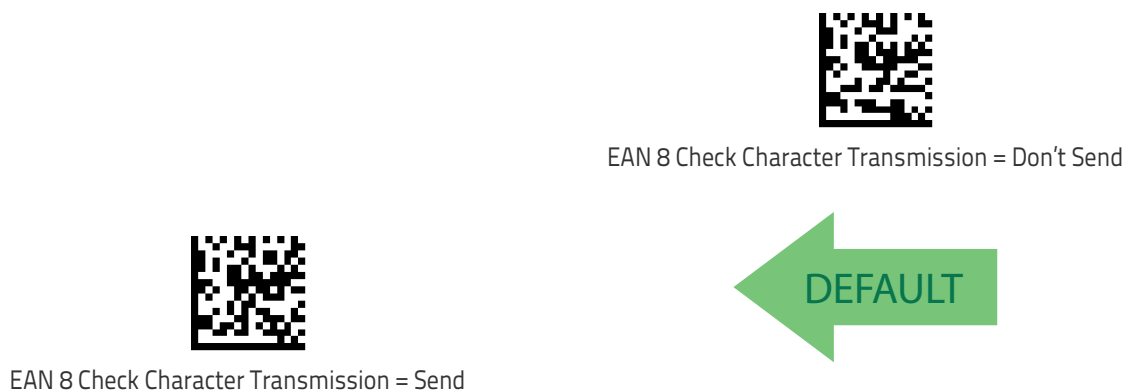 EAN 8 Check Character Transmission = Don't Send
DEFAULT
EAN 8 Check Character Transmission = Send